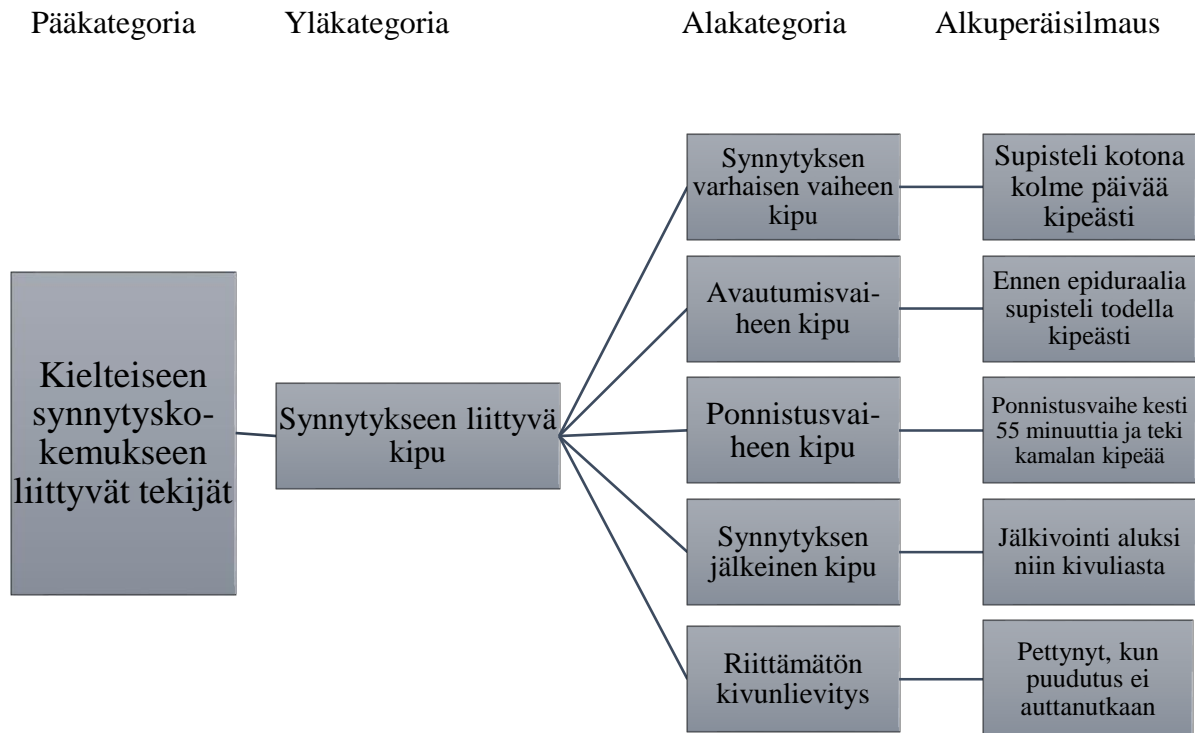 Pääkategoria Yläkategoria Alakategoria Alkuperäisilmaus
Kielteiseen
synnytysko-
kemukseen
liittyvät tekijät
Synnytykseen liittyvä
kipu
Synnytyksen
varhaisen vaiheen
kipu
Supisteli kotona
kolme päivää
kipeästi
Avautumisvai-
heen kipu
Ennen epiduraalia
supisteli todella
kipeästi
Ponnistusvai-
heen kipu
Ponnistusvaihe kesti
55 minuuttia ja teki
kamalan kipeää
Synnytyksen
jälkeinen kipu
Jälkivointi aluksi
niin kivuliasta
Riittämätön
kivunlievitys
Pettynyt, kun
puudutus ei
auttanutkaan